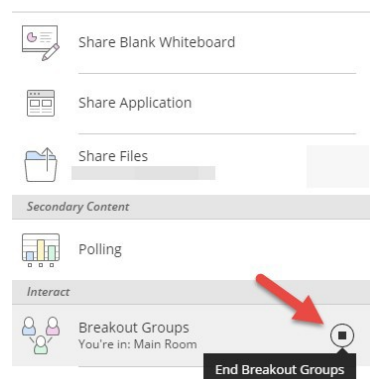 Share Blank Whiteboard
Share Application
Share Files
Secondary Content
Polling
Interact
Breakout Groups
You're in: Main Room
End Breakout Groups